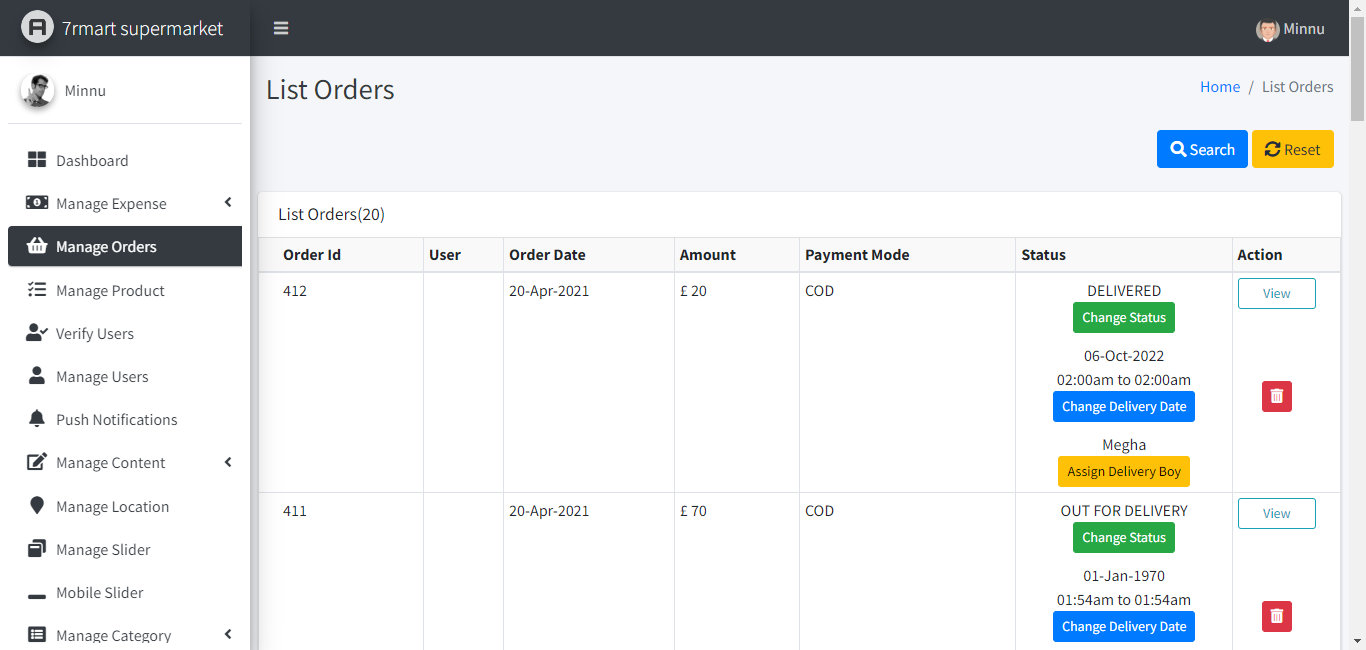 7rmart supermarket
Minnu
Minnu
Dashboard
Manage Expense
Manage Orders
Manage Product
Verify Users
Manage Users
Push Notifications
Manage Content
Manage Location
Manage Slider
Mobile Slider
Manage Category
List Orders
Home / List Orders
Search Reset
List Orders(20)
Order Id User Order Date Amount Payment Mode Status Action
412 20-Apr-2021 £ 20 COD DELIVERED View
Change Status
06-Oct-2022
02:00am to 02:00am
Change Delivery Date
Megha
Assign Delivery Boy
411 20-Apr-2021 £ 70 COD OUT FOR DELIVERY View
Change Status
01-Jan-1970
01:54am to 01:54am
Change Delivery Date